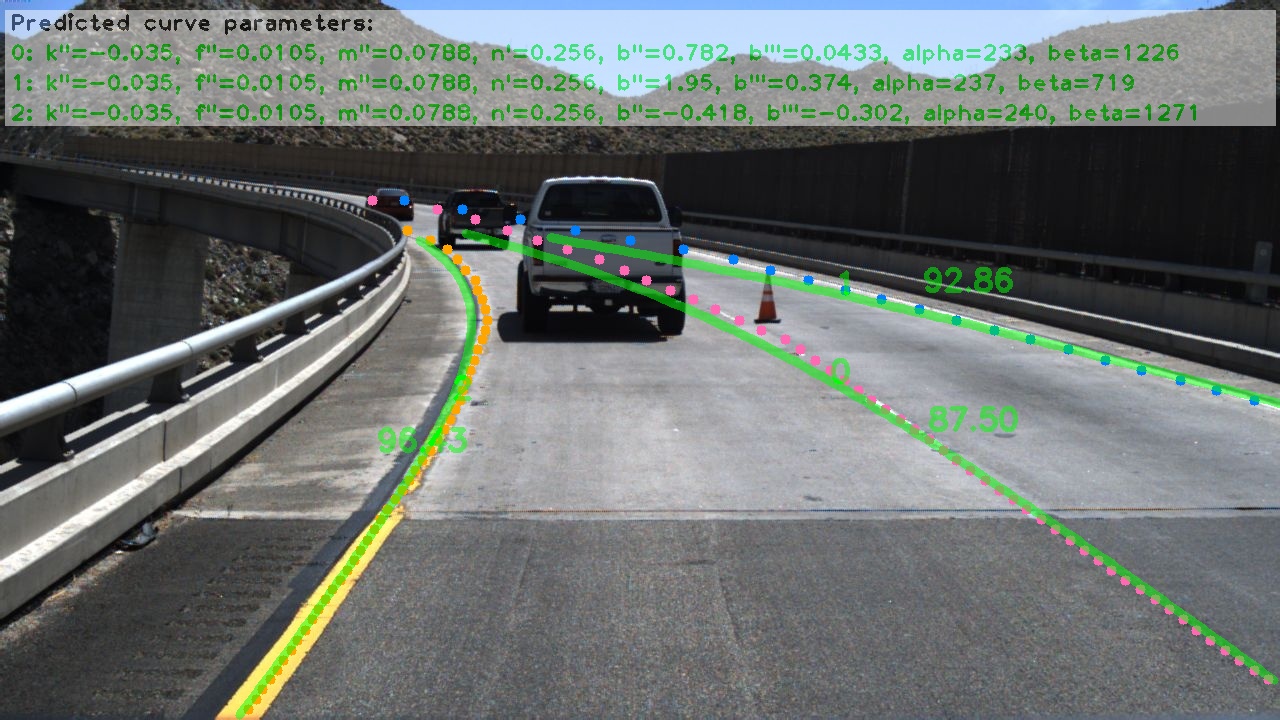 Predicted curve parameters:
0: k''=-0.035, f''=0.0105, m''=0.0788, n'=0.256, b''=0.782, b'''=0.0433, alpha=233, beta=1226
1: k''=-0.035, f''=0.0105, m''=0.0788, n'=0.256, b''=1.95, b'''=0.374, alpha=237, beta=719
2: k''=-0.035, f''=0.0105, m''=0.0788, n'=0.256, b''=-0.418, b'''=-0.302, alpha=240, beta=1271
1
92.86
0
87.50